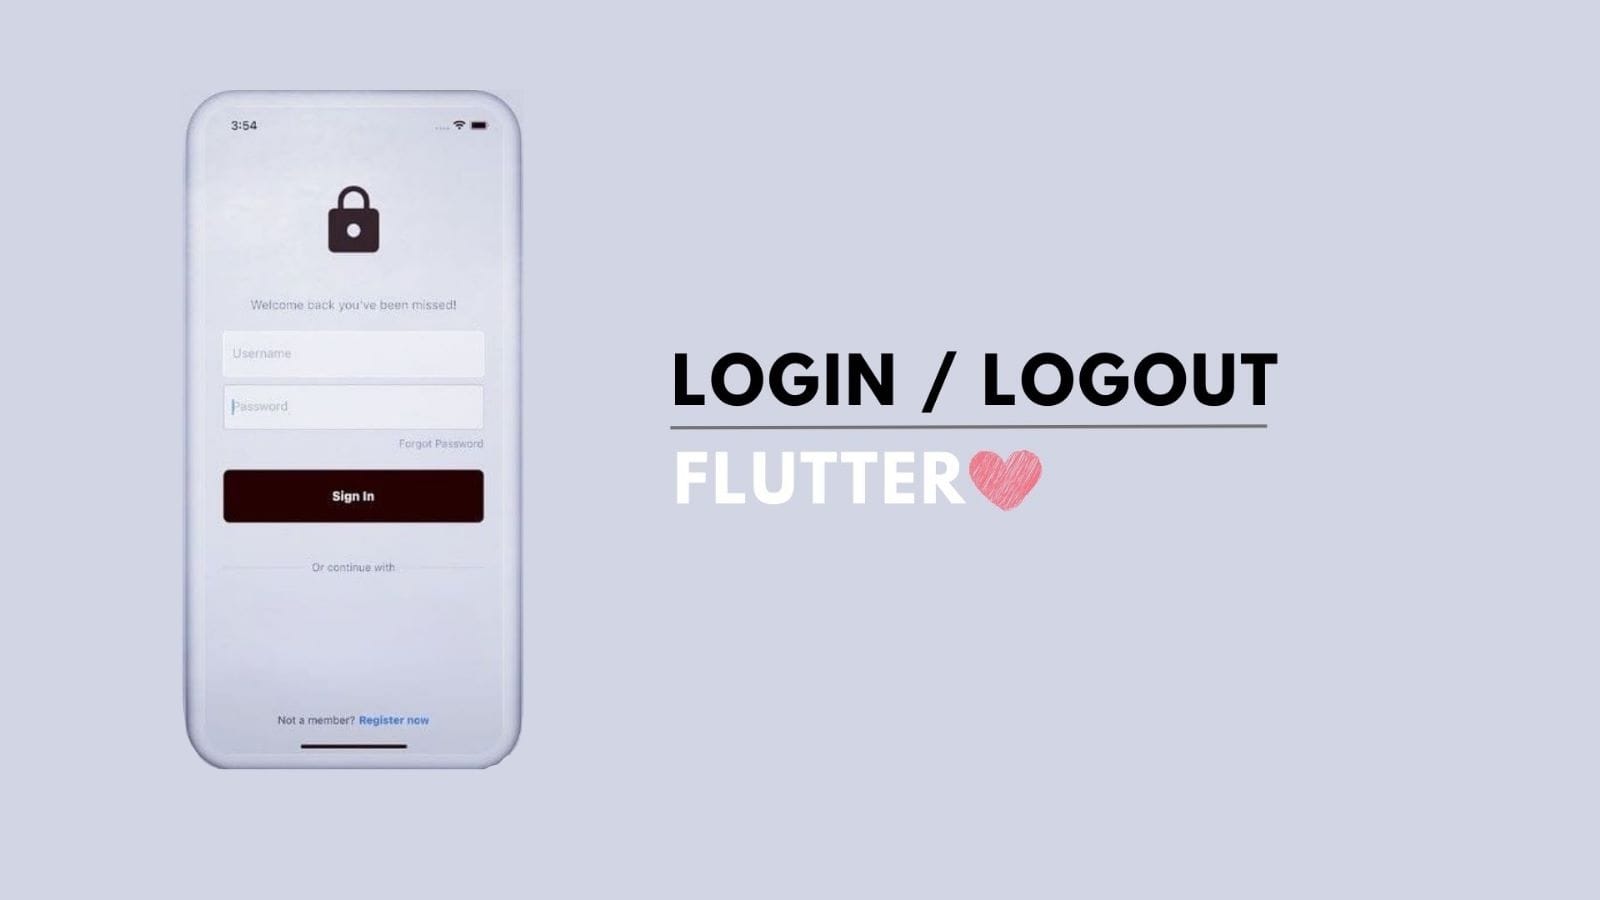 3:54
Welcome back you've been missed!
Username
Password
Forgot Password
Sign In
Or continue with
Not a member? Register now
LOGIN / LOGOUT
FLUTTER